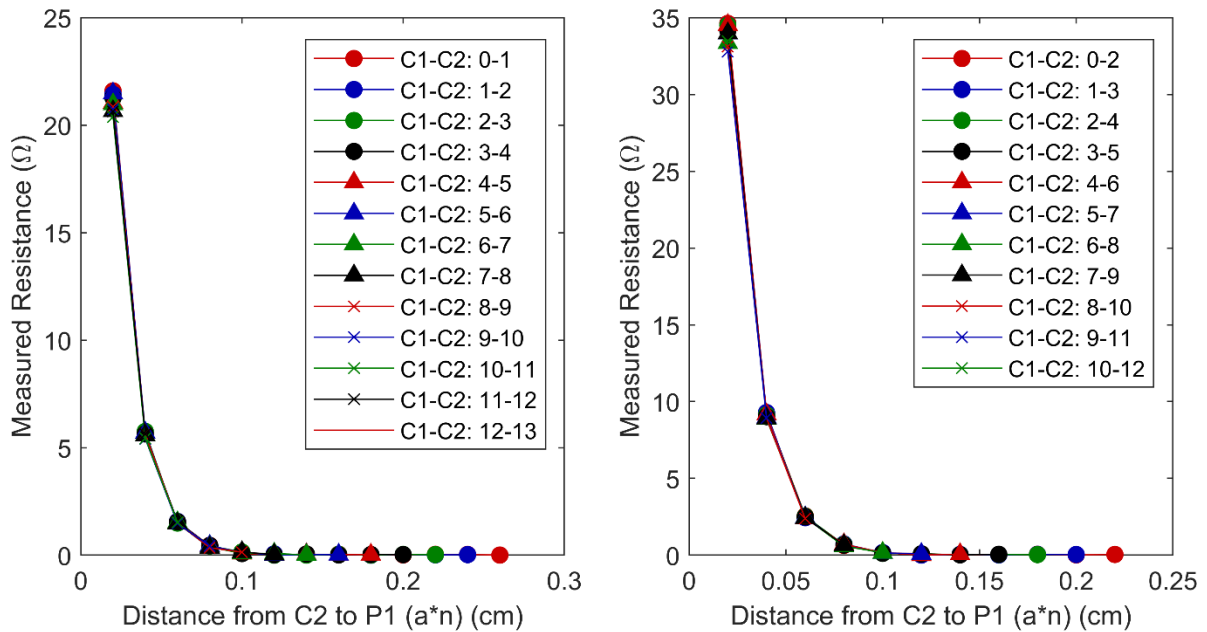 25
20
15
10
5
0
0
0.1
0.2
0.3
Measured Resistance (Ω)
Distance from C2 to P1 (a*n) (cm)
C1-C2: 0-1
C1-C2: 1-2
C1-C2: 2-3
C1-C2: 3-4
C1-C2: 4-5
C1-C2: 5-6
C1-C2: 6-7
C1-C2: 7-8
C1-C2: 8-9
C1-C2: 9-10
C1-C2: 10-11
C1-C2: 11-12
C1-C2: 12-13
35
30
25
20
15
10
5
0
0
0.05
0.1
0.15
0.2
0.25
Measured Resistance (Ω)
Distance from C2 to P1 (a*n) (cm)
C1-C2: 0-2
C1-C2: 1-3
C1-C2: 2-4
C1-C2: 3-5
C1-C2: 4-6
C1-C2: 5-7
C1-C2: 6-8
C1-C2: 7-9
C1-C2: 8-10
C1-C2: 9-11
C1-C2: 10-12